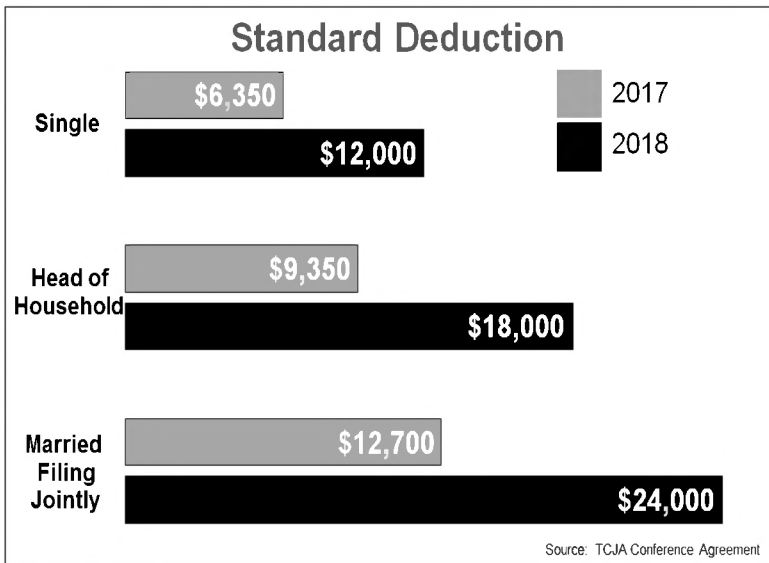 Standard Deduction
2017
2018
Single
$6,350
$12,000
Head of
Household
$9,350
$18,000
Married
Filing
Jointly
$12,700
$24,000
Source: TCJA Conference Agreement